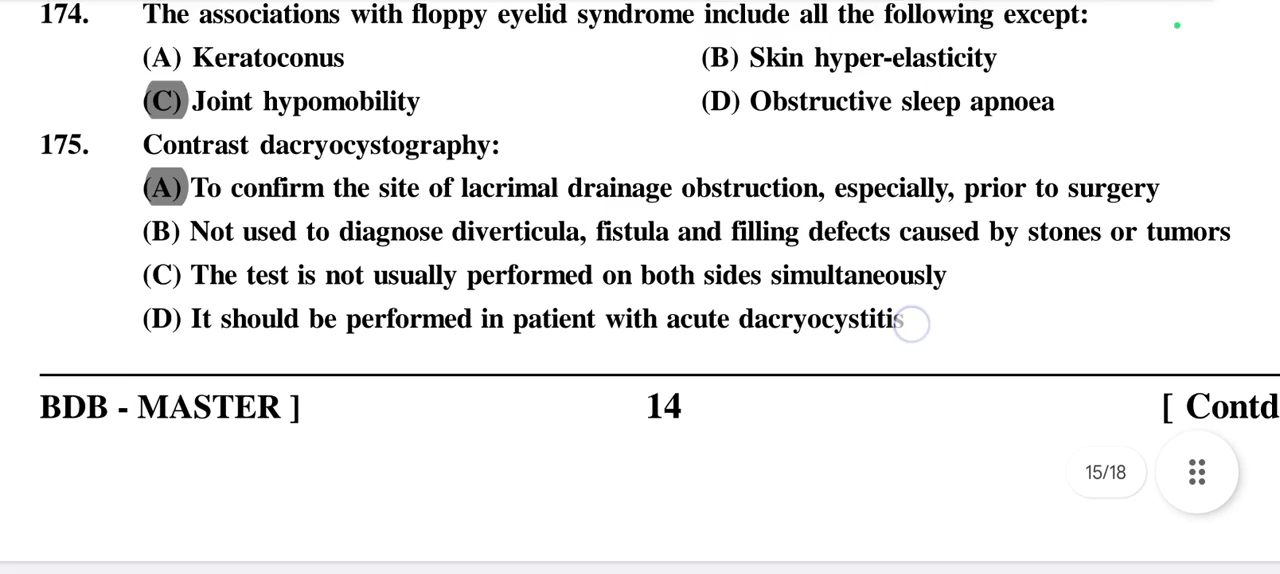 174. The associations with floppy eyelid syndrome include all the following except:
(A) Keratoconus (B) Skin hyper-elasticity
(C) Joint hypomobility (D) Obstructive sleep apnoea
175. Contrast dacryocystography:
(A) To confirm the site of lacrimal drainage obstruction, especially, prior to surgery
(B) Not used to diagnose diverticula, fistula and filling defects caused by stones or tumors
(C) The test is not usually performed on both sides simultaneously
(D) It should be performed in patient with acute dacryocystitis
BDB - MASTER ] 14 [ Contd
15/18